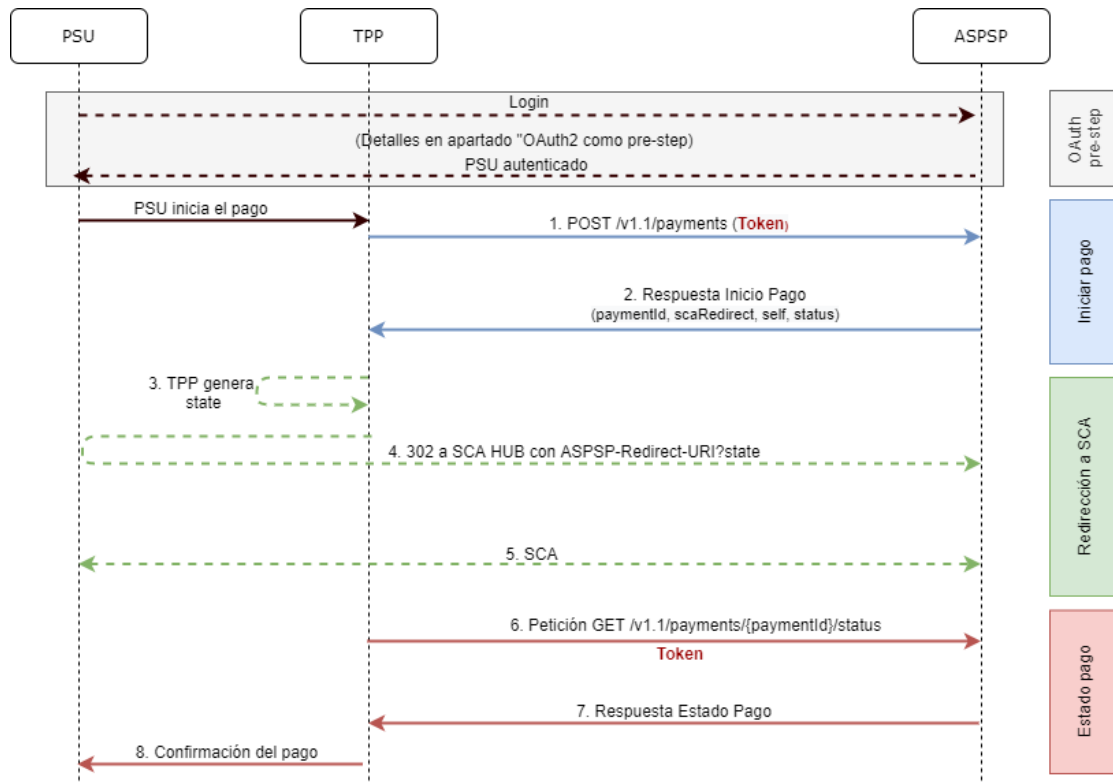 PSU
TPP
ASPSP
Login
(Detalles en apartado "OAuth2 como pre-step)
PSU autenticado
OAuth
pre-step
PSU inicia el pago
1. POST /v1.1/payments (Token)
2. Respuesta Inicio Pago
(paymentId, scaRedirect, self, status)
Iniciar pago
3. TPP genera
state
4. 302 a SCA HUB con ASPSP-Redirect-URI?state
5. SCA
Redirección a SCA
6. Petición GET /v1.1/payments/{paymentId}/status
Token
7. Respuesta Estado Pago
8. Confirmación del pago
Estado pago